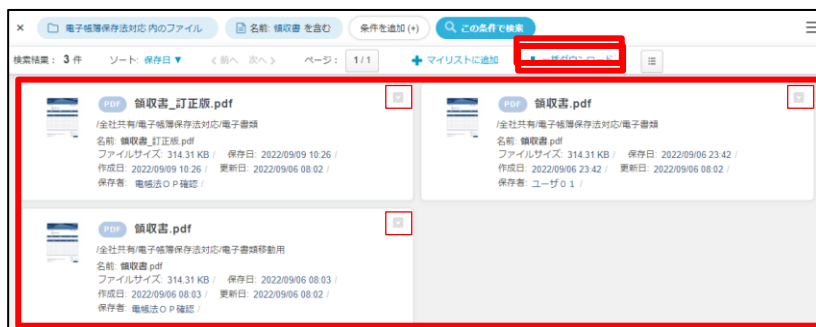 × 電子帳簿保存法対応 内のファイル 名前: 領収書 を含む 条件を追加 (+) この条件で検索
検索結果： 3 件 ソート: 保存日▼ < 前へ 次へ > ページ： 1 / 1 マイリストに追加 一括ダウンロード
PDF 領収書_訂正版.pdf
/全社共有/電子帳簿保存法対応/電子書類
名前: 領収書_訂正版.pdf
ファイルサイズ: 314.31 KB / 保存日: 2022/09/09 10:26 /
作成日: 2022/09/09 10:26 / 更新日: 2022/09/06 08:02 /
保存者: 電帳法ＯＰ確認 /
PDF 領収書.pdf
/全社共有/電子帳簿保存法対応/電子書類
名前: 領収書.pdf
ファイルサイズ: 314.31 KB / 保存日: 2022/09/06 23:42 /
作成日: 2022/09/06 23:42 / 更新日: 2022/09/06 08:02 /
保存者: ユーザ０１ /
PDF 領収書.pdf
/全社共有/電子帳簿保存法対応/電子書類移動用
名前: 領収書.pdf
ファイルサイズ: 314.31 KB / 保存日: 2022/09/06 08:03 /
作成日: 2022/09/06 08:03 / 更新日: 2022/09/06 08:02 /
保存者: 電帳法ＯＰ確認 /